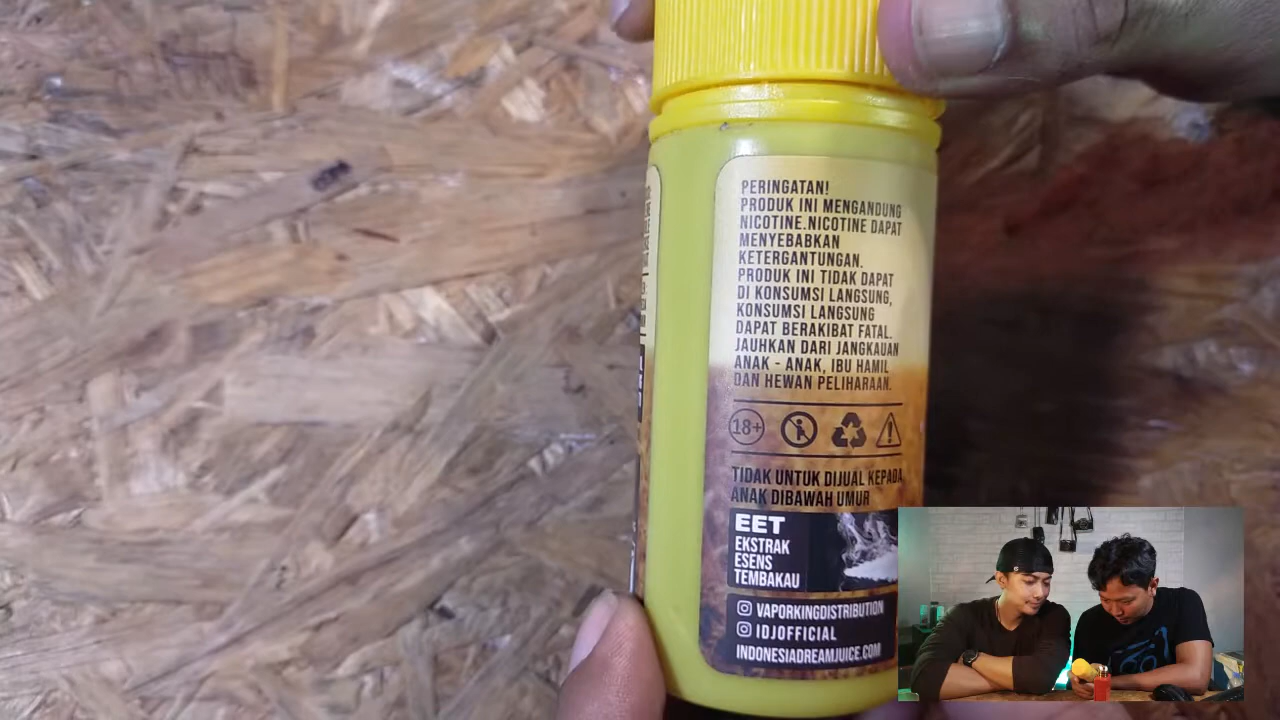 PERINGATAN!
PRODUK INI MENGANDUNG
NICOTINE.NICOTINE DAPAT
MENYEBABKAN
KETERGANTUNGAN.
PRODUK INI TIDAK DAPAT
DI KONSUMSI LANGSUNG,
KONSUMSI LANGSUNG
DAPAT BERAKIBAT FATAL.
JAUHKAN DARI JANGKAUAN
ANAK - ANAK, IBU HAMIL
DAN HEWAN PELIHARAAN.
18+
TIDAK UNTUK DIJUAL KEPADA
ANAK DIBAWAH UMUR
EET
EKSTRAK
ESENS
TEMBAKAU
VAPORKINGDISTRIBUTION
IDJOFFICIAL
INDONESIADREAMJUICE.COM